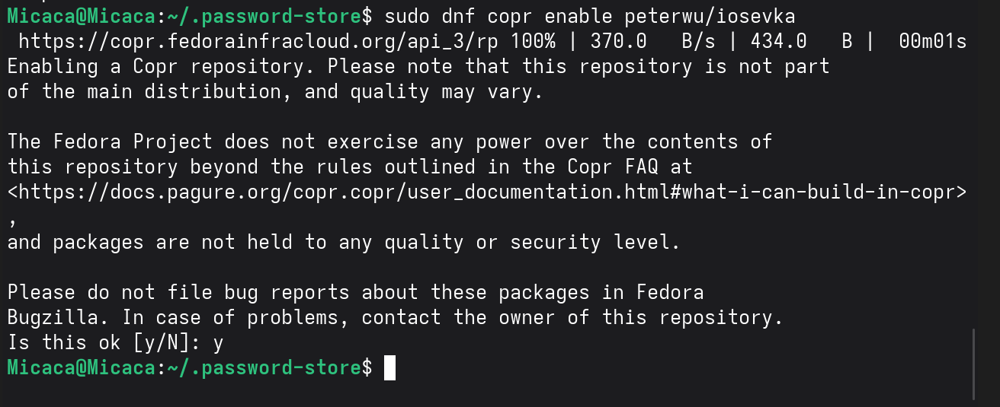 Micaca@Micaca:~/.password-store$ sudo dnf copr enable peterwu/iosevka
 https://copr.fedorainfracloud.org/api_3/rp 100% | 370.0   B/s | 434.0   B |  00m01s
Enabling a Copr repository. Please note that this repository is not part
of the main distribution, and quality may vary.

The Fedora Project does not exercise any power over the contents of
this repository beyond the rules outlined in the Copr FAQ at
<https://docs.pagure.org/copr.copr/user_documentation.html#what-i-can-build-in-copr>
,
and packages are not held to any quality or security level.

Please do not file bug reports about these packages in Fedora
Bugzilla. In case of problems, contact the owner of this repository.
Is this ok [y/N]: y
Micaca@Micaca:~/.password-store$